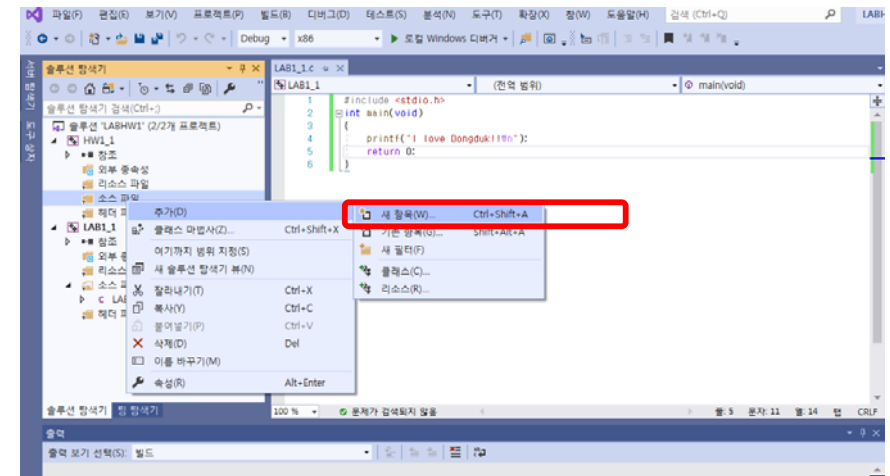 파일(F) 편집(E) 보기(V) 프로젝트(P) 빌드(B) 디버그(D) 테스트(S) 분석(N) 도구(T) 확장(X) 창(W) 도움말(H) 검색 (Ctrl+Q) LABH
Debug x86 로컬 Windows 디버거
서버 탐색기
도구 상자
솔루션 탐색기
솔루션 탐색기 검색(Ctrl+;)
솔루션 'LABHW1' (2/2개 프로젝트)
HW1_1
참조
외부 종속성
리소스 파일
소스 파일
헤더 파
LAB1_1
참조
외부 종
리소스
소스 파
C LAB
헤더 파
LAB1_1.c
LAB1_1 (전역 범위) main(void)
1 #include <stdio.h>
2 int main(void)
3 {
4 printf("I love Dongduk!!₩n");
5 return 0;
6 }
추가(D)
클래스 마법사(Z)... Ctrl+Shift+X
여기까지 범위 지정(S)
새 솔루션 탐색기 뷰(N)
잘라내기(T) Ctrl+X
복사(Y) Ctrl+C
붙여넣기(P) Ctrl+V
삭제(D) Del
이름 바꾸기(M)
속성(R) Alt+Enter
새 항목(W)... Ctrl+Shift+A
기존 항목(G)... Shift+Alt+A
새 필터(F)
클래스(C)...
리소스(R)...
솔루션 탐색기 팀 탐색기
100 % 문제가 검색되지 않음 줄: 5 문자: 11 열: 14 탭 CRLF
출력
출력 보기 선택(S): 빌드